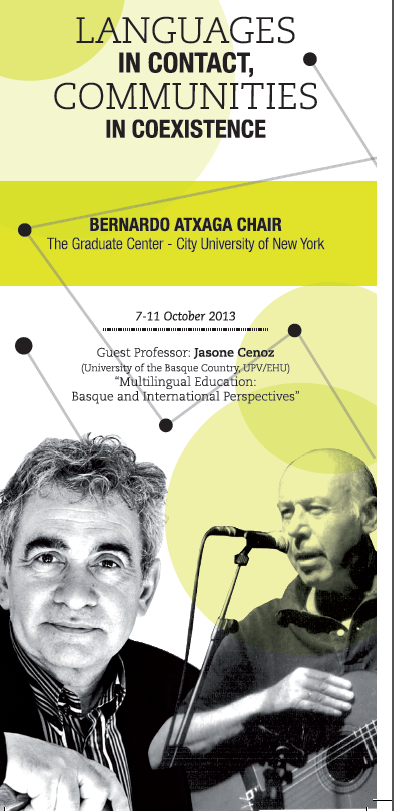 LANGUAGES
IN CONTACT,
COMMUNITIES
IN COEXISTENCE
BERNARDO ATXAGA CHAIR
The Graduate Center - City University of New York
7-11 October 2013
Guest Professor: Jasone Cenoz
(University of the Basque Country, UPV/EHU)
“Multilingual Education:
Basque and International Perspectives”